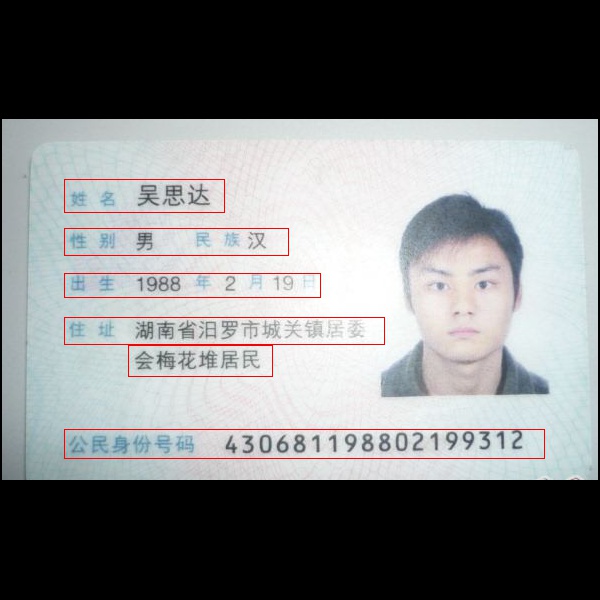 姓名 吴思达
性别 男 民族 汉
出生 1988 年 2 月 19 日
住址 湖南省汨罗市城关镇居委
会梅花堆居民
公民身份号码 430681198802199312